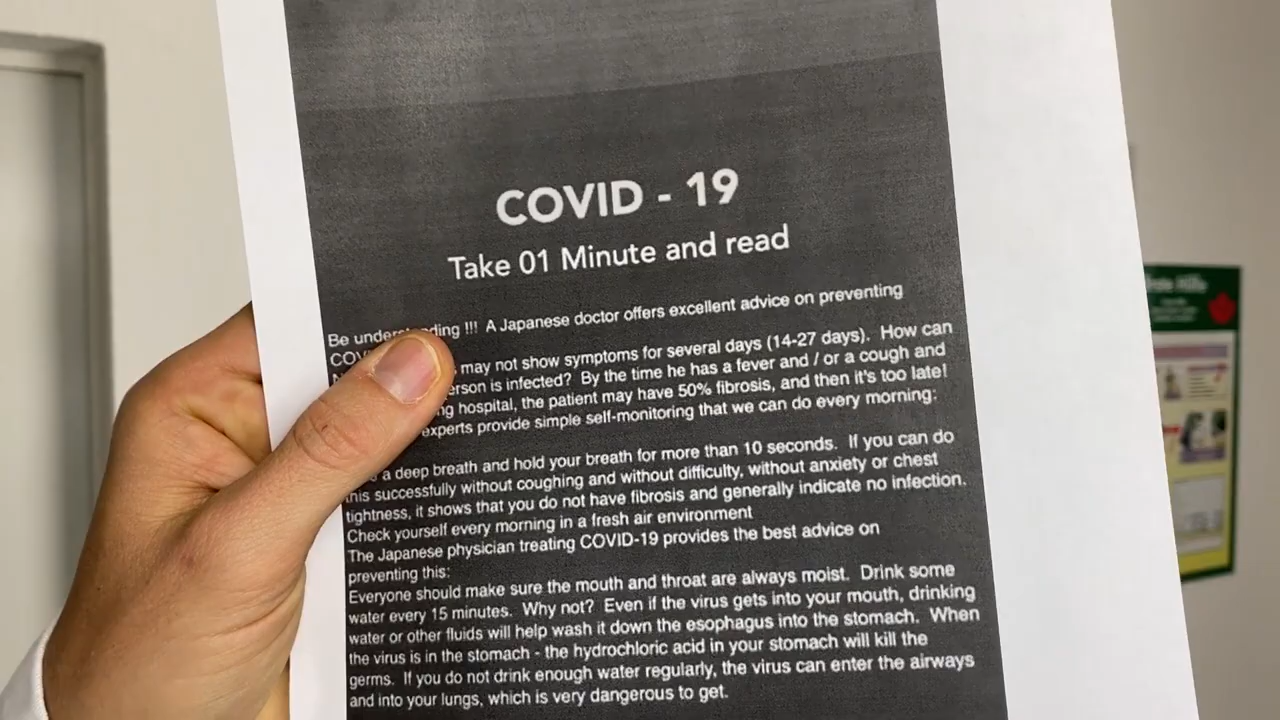 COVID - 19
Take 01 Minute and read
Be understanding !!! A Japanese doctor offers excellent advice on preventing
COV may not show symptoms for several days (14-27 days). How can
erson is infected? By the time he has a fever and / or a cough and
ng hospital, the patient may have 50% fibrosis, and then it's too late!
experts provide simple self-monitoring that we can do every morning:
a deep breath and hold your breath for more than 10 seconds. If you can do
this successfully without coughing and without difficulty, without anxiety or chest
tightness, it shows that you do not have fibrosis and generally indicate no infection.
Check yourself every morning in a fresh air environment
The Japanese physician treating COVID-19 provides the best advice on
preventing this:
Everyone should make sure the mouth and throat are always moist. Drink some
water every 15 minutes. Why not? Even if the virus gets into your mouth, drinking
water or other fluids will help wash it down the esophagus into the stomach. When
the virus is in the stomach - the hydrochloric acid in your stomach will kill the
germs. If you do not drink enough water regularly, the virus can enter the airways
and into your lungs, which is very dangerous to get.